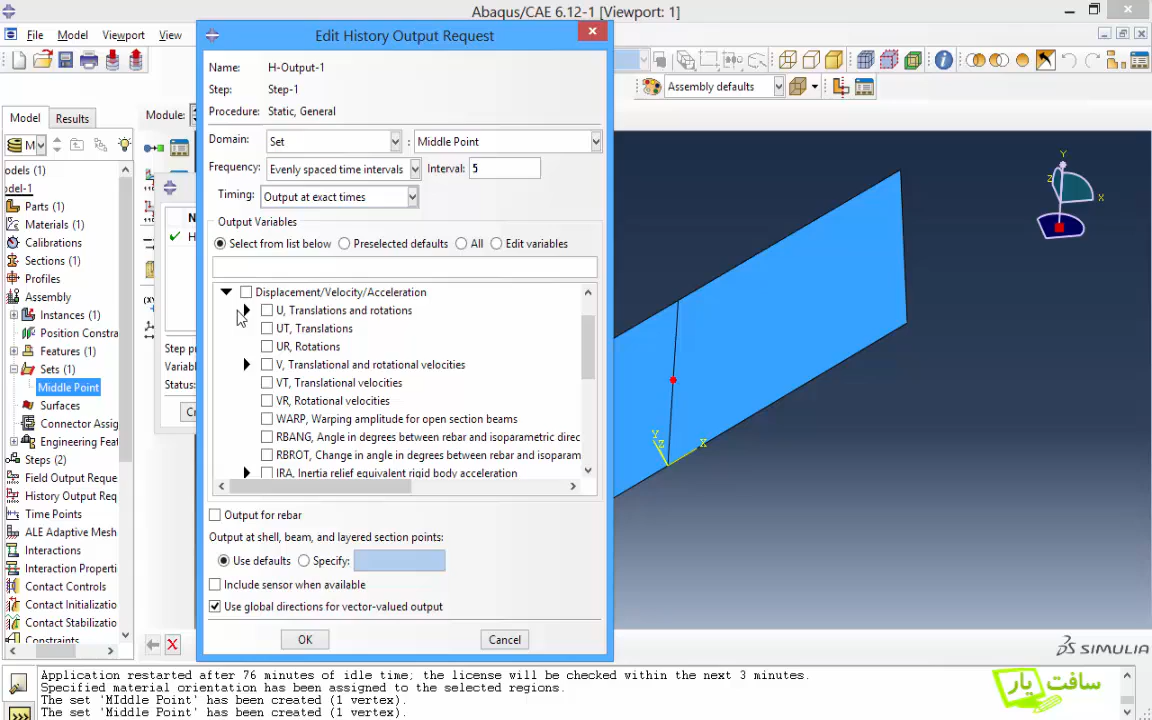 Abaqus/CAE 6.12-1 [Viewport: 1]
File Model Viewport View
Assembly defaults
Module:
Model Results
M
odels (1)
odel-1
Parts (1)
Materials (1)
Calibrations
Sections (1)
Profiles
Assembly
Instances (1)
Position Constra
Features (1)
Sets (1)
Middle Point
Surfaces
Connector Assig
Engineering Feat
Steps (2)
Field Output Reque
History Output Req
Time Points
ALE Adaptive Mesh
Interactions
Interaction Properti
Contact Controls
Contact Initializatio
Contact Stabilizatio
Constraints
N
H
Step pr
Variabl
Status:
Cr
Edit History Output Request
Name: H-Output-1
Step: Step-1
Procedure: Static, General
Domain: Set : Middle Point
Frequency: Evenly spaced time intervals Interval: 5
Timing: Output at exact times
Output Variables
Select from list below Preselected defaults All Edit variables
Displacement/Velocity/Acceleration
U, Translations and rotations
UT, Translations
UR, Rotations
V, Translational and rotational velocities
VT, Translational velocities
VR, Rotational velocities
WARP, Warping amplitude for open section beams
RBANG, Angle in degrees between rebar and isoparametric direc
RBROT, Change in angle in degrees between rebar and isoparam
IRA, Inertia relief equivalent rigid body acceleration
Output for rebar
Output at shell, beam, and layered section points:
Use defaults Specify:
Include sensor when available
Use global directions for vector-valued output
OK Cancel
Y
Z
X
Y
Z
X
SIMULIA
Application restarted after 76 minutes of idle time; the license will be checked within the next 3 minutes.
Specified material orientation has been assigned to the selected regions.
The set 'MIddle Point' has been created (1 vertex).
The set 'Middle Point' has been created (1 vertex).
سافت یار